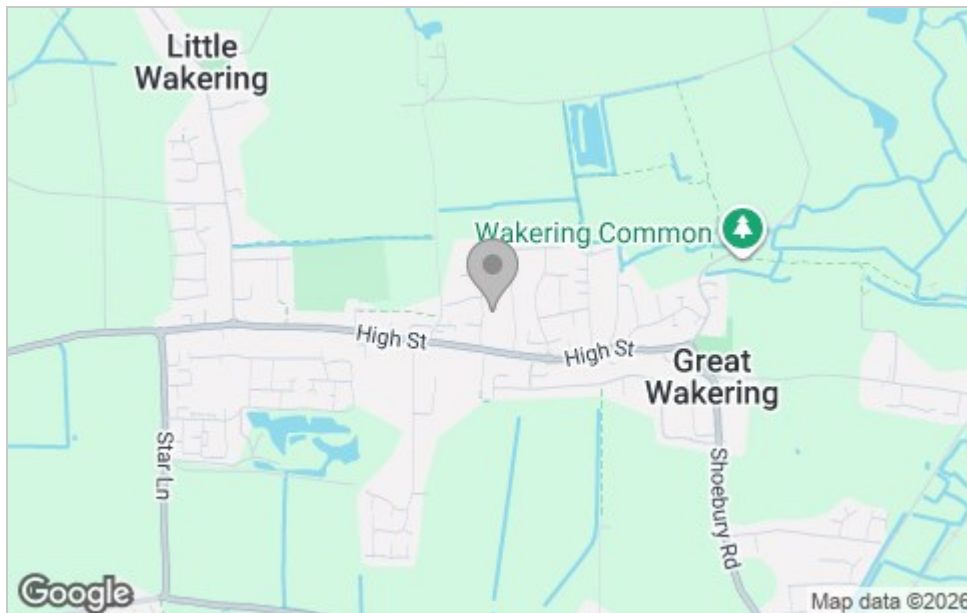 Little
Wakering
Wakering Common
High St
High St
Great
Wakering
Star Ln
Shoebury Rd
Google
Map data ©2026